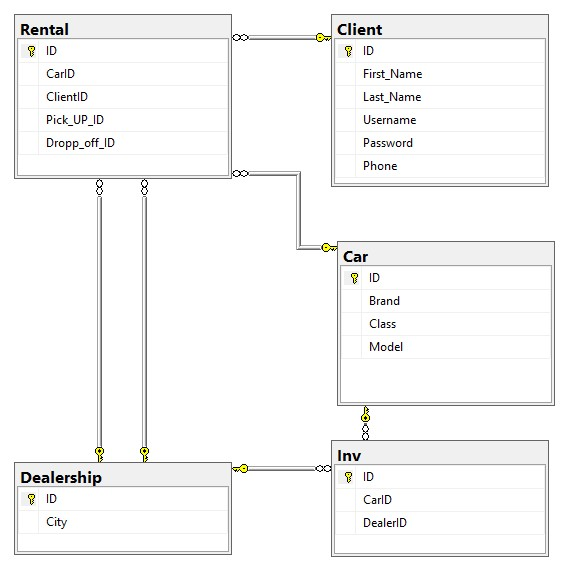 Rental
ID
CarID
ClientID
Pick_UP_ID
Dropp_off_ID
Client
ID
First_Name
Last_Name
Username
Password
Phone
Car
ID
Brand
Class
Model
Dealership
ID
City
Inv
ID
CarID
DealerID